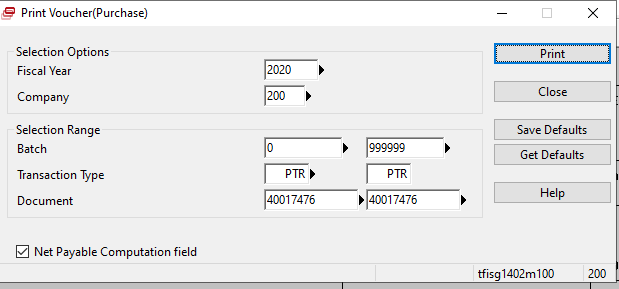 Print Voucher(Purchase)
Selection Options
Fiscal Year 2020
Company 200
Selection Range
Batch 0 999999
Transaction Type PTR PTR
Document 40017476 40017476
Net Payable Computation field
Print
Close
Save Defaults
Get Defaults
Help
tfisg1402m100 200